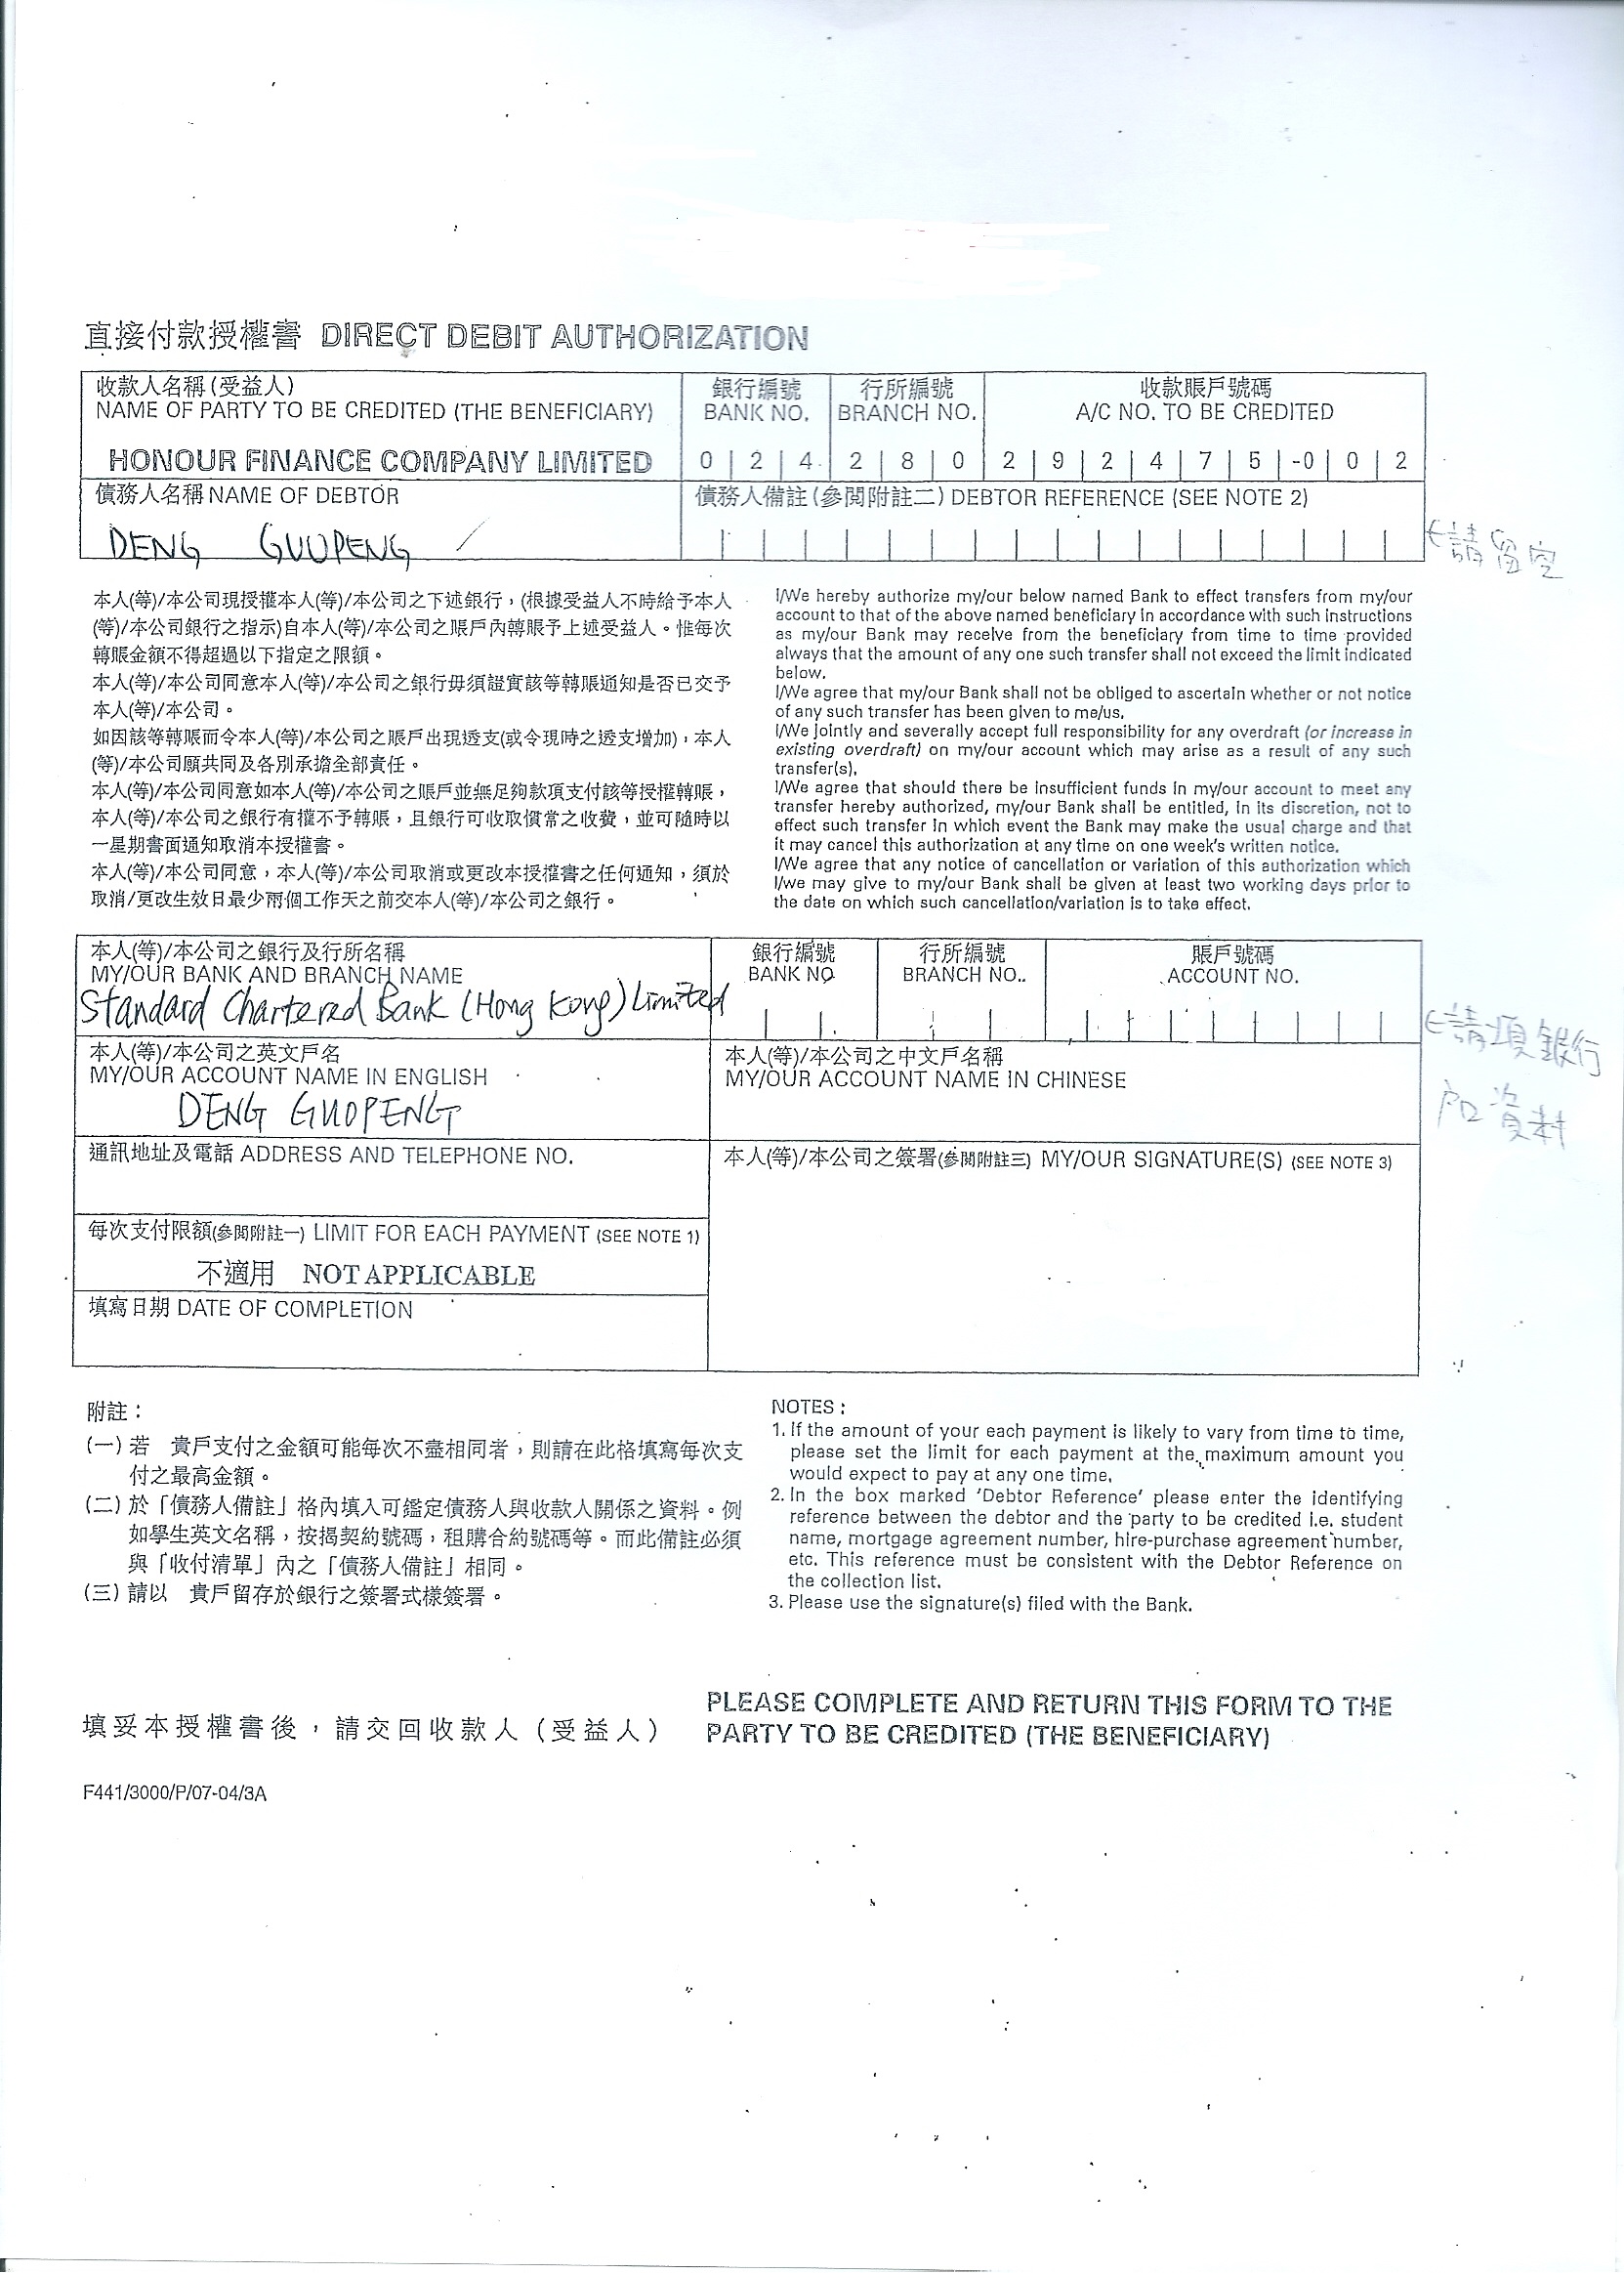 直接付款授權書 DIRECT DEBIT AUTHORIZATION
收款人名稱(受益人)
NAME OF PARTY TO BE CREDITED (THE BENEFICIARY)
HONOUR FINANCE COMPANY LIMITED
銀行編號
BANK NO.
0 2 4
行所編號
BRANCH NO.
2 8 0
收款賬戶號碼
A/C NO. TO BE CREDITED
2 9 2 4 7 5 -0 0 2
債務人名稱 NAME OF DEBTOR
DENG GUOPENG
債務人備註(參閲附註二) DEBTOR REFERENCE (SEE NOTE 2)
←請留空
本人(等)/本公司現授權本人(等)/本公司之下述銀行，(根據受益人不時給予本人
(等)/本公司銀行之指示)自本人(等)/本公司之賬戶內轉賬予上述受益人。惟每次
轉賬金額不得超過以下指定之限額。
本人(等)/本公司同意本人(等)/本公司之銀行毋須證實該等轉賬通知是否已交予
本人(等)/本公司。
如因該等轉賬而令本人(等)/本公司之賬戶出現透支(或令現時之透支增加)，本人
(等)/本公司願共同及各別承擔全部責任。
本人(等)/本公司同意如本人(等)/本公司之賬戶並無足夠款項支付該等授權轉賬，
本人(等)/本公司之銀行有權不予轉賬，且銀行可收取慣常之收費，並可隨時以
一星期書面通知取消本授權書。
本人(等)/本公司同意，本人(等)/本公司取消或更改本授權書之任何通知，須於
取消/更改生效日最少兩個工作天之前交本人(等)/本公司之銀行。
I/We hereby authorize my/our below named Bank to effect transfers from my/our
account to that of the above named beneficiary in accordance with such instructions
as my/our Bank may receive from the beneficiary from time to time provided
always that the amount of any one such transfer shall not exceed the limit indicated
below.
I/We agree that my/our Bank shall not be obliged to ascertain whether or not notice
of any such transfer has been given to me/us.
I/We jointly and severally accept full responsibility for any overdraft (or increase in
existing overdraft) on my/our account which may arise as a result of any such
transfer(s).
I/We agree that should there be insufficient funds in my/our account to meet any
transfer hereby authorized, my/our Bank shall be entitled, in its discretion, not to
effect such transfer in which event the Bank may make the usual charge and that
it may cancel this authorization at any time on one week's written notice.
I/We agree that any notice of cancellation or variation of this authorization which
I/we may give to my/our Bank shall be given at least two working days prior to
the date on which such cancellation/variation is to take effect.
本人(等)/本公司之銀行及行所名稱
MY/OUR BANK AND BRANCH NAME
Standard Chartered Bank (Hong Kong) Limited
銀行編號
BANK NO.
行所編號
BRANCH NO..
賬戶號碼
ACCOUNT NO.
←請填銀行
戶口資料
本人(等)/本公司之英文戶名
MY/OUR ACCOUNT NAME IN ENGLISH
DENG GUOPENG
本人(等)/本公司之中文戶名稱
MY/OUR ACCOUNT NAME IN CHINESE
通訊地址及電話 ADDRESS AND TELEPHONE NO.
本人(等)/本公司之簽署(參閲附註三) MY/OUR SIGNATURE(S) (SEE NOTE 3)
每次支付限額(參閲附註一) LIMIT FOR EACH PAYMENT (SEE NOTE 1)
不適用 NOT APPLICABLE
填寫日期 DATE OF COMPLETION
附註：
(一) 若 貴戶支付之金額可能每次不盡相同者，則請在此格填寫每次支
付之最高金額。
(二) 於「債務人備註」格內填入可鑑定債務人與收款人關係之資料。例
如學生英文名稱，按揭契約號碼，租購合約號碼等。而此備註必須
與「收付清單」內之「債務人備註」相同。
(三) 請以 貴戶留存於銀行之簽署式樣簽署。
NOTES :
1. If the amount of your each payment is likely to vary from time to time,
please set the limit for each payment at the maximum amount you
would expect to pay at any one time.
2. In the box marked 'Debtor Reference' please enter the identifying
reference between the debtor and the party to be credited i.e. student
name, mortgage agreement number, hire-purchase agreement number,
etc. This reference must be consistent with the Debtor Reference on
the collection list.
3. Please use the signature(s) filed with the Bank.
填妥本授權書後，請交回收款人（受益人）
PLEASE COMPLETE AND RETURN THIS FORM TO THE
PARTY TO BE CREDITED (THE BENEFICIARY)
F441/3000/P/07-04/3A